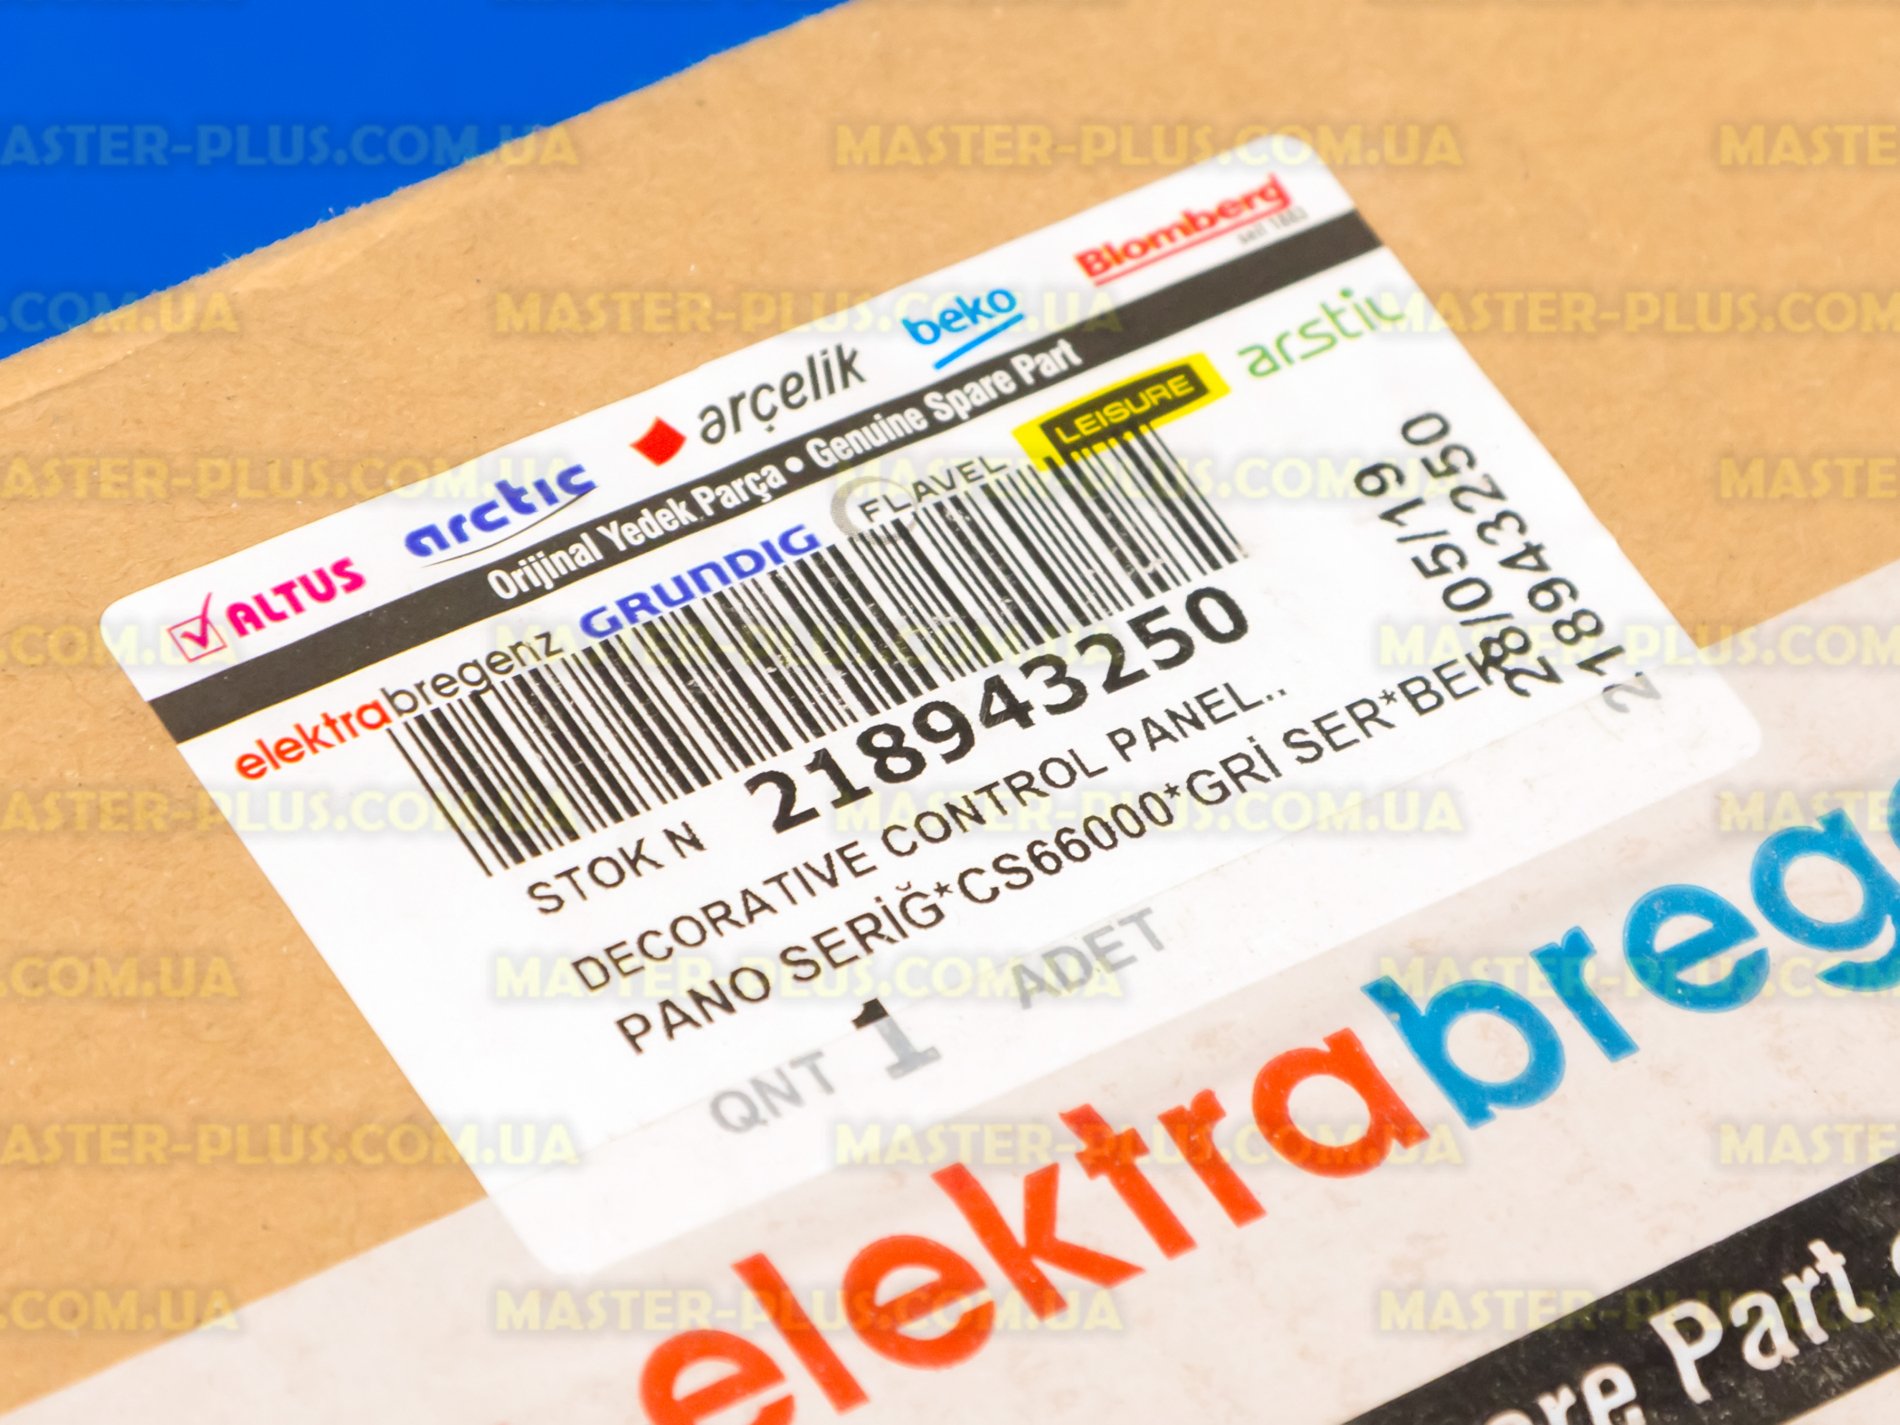 Blomberg
seit 1883
beko
arçelik
arctic
ALTUS
Orijinal Yedek Parça • Genuine Spare Part
elektrabregenz GRUNDIG FLAVEL LEISURE arstil
STOK N 218943250
DECORATIVE CONTROL PANEL..
PANO SERİĞ*CS66000*GRİ SER*BEK
QNT 1 ADET
28/05/19
218943250
elektrabreg
Part
MASTER-PLUS.COM.UA